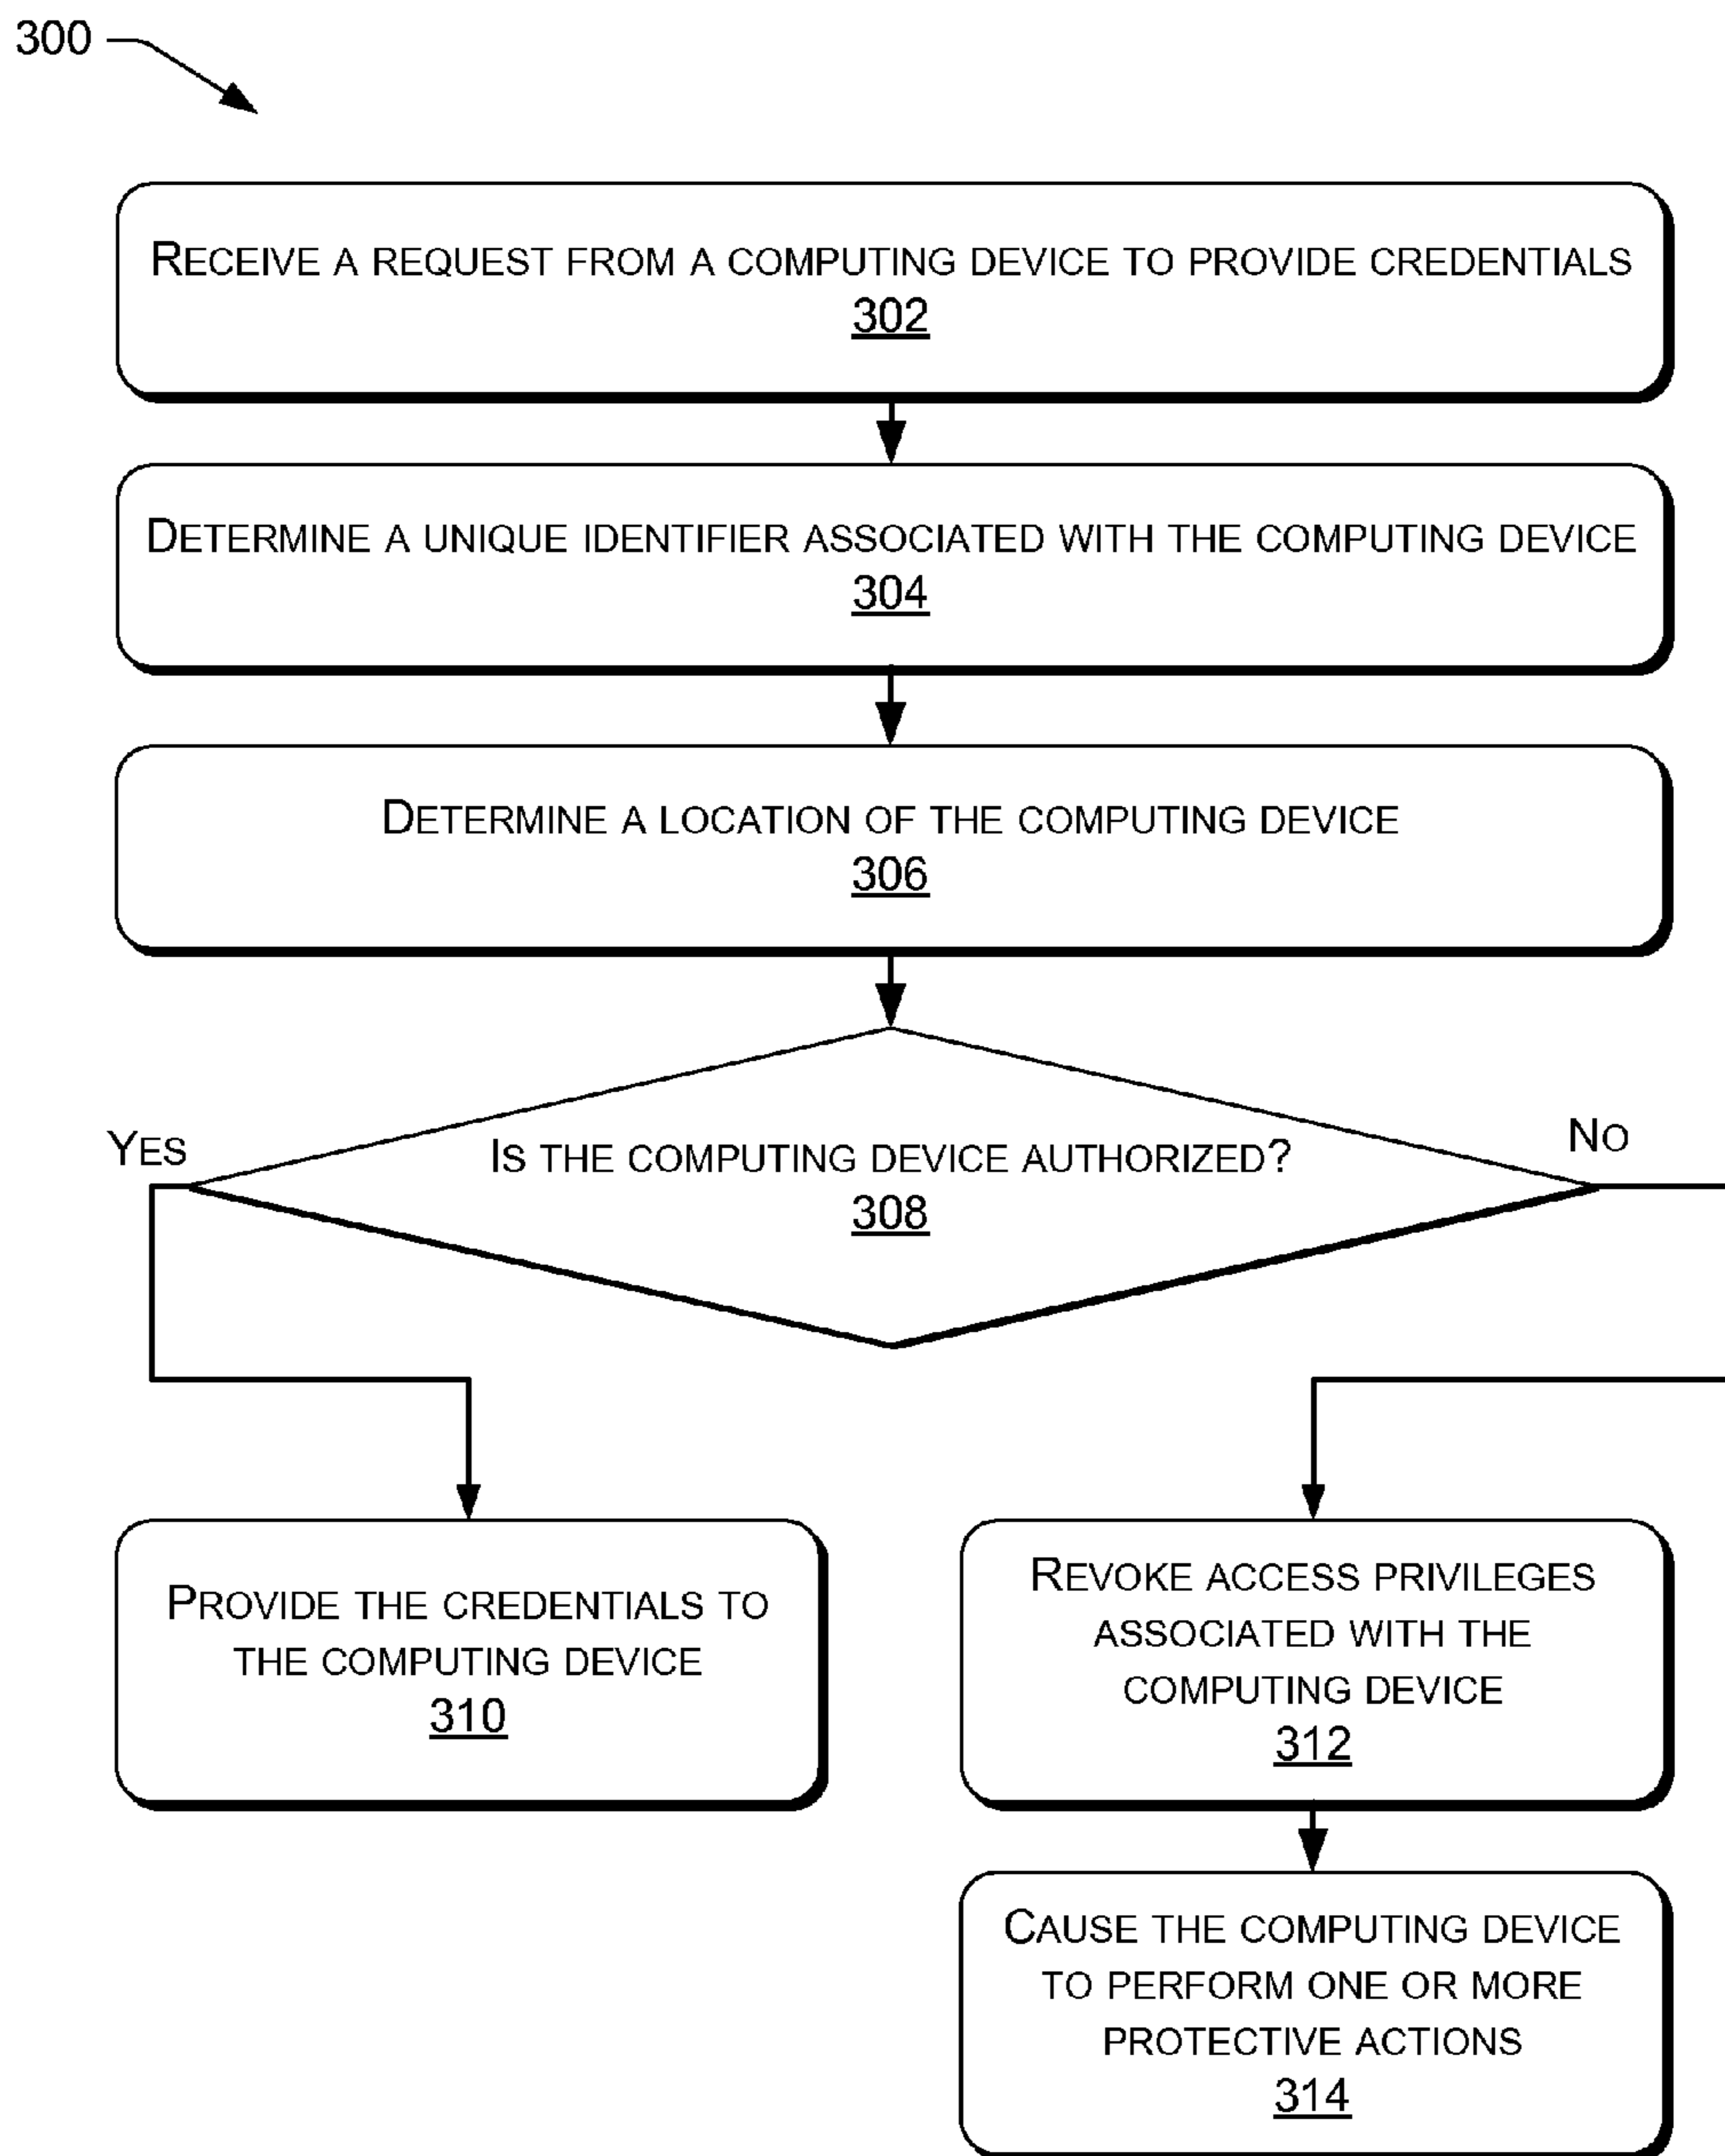 300
RECEIVE A REQUEST FROM A COMPUTING DEVICE TO PROVIDE CREDENTIALS
302
DETERMINE A UNIQUE IDENTIFIER ASSOCIATED WITH THE COMPUTING DEVICE
304
DETERMINE A LOCATION OF THE COMPUTING DEVICE
306
YES
IS THE COMPUTING DEVICE AUTHORIZED?
308
NO
PROVIDE THE CREDENTIALS TO
THE COMPUTING DEVICE
310
REVOKE ACCESS PRIVILEGES
ASSOCIATED WITH THE
COMPUTING DEVICE
312
CAUSE THE COMPUTING DEVICE
TO PERFORM ONE OR MORE
PROTECTIVE ACTIONS
314